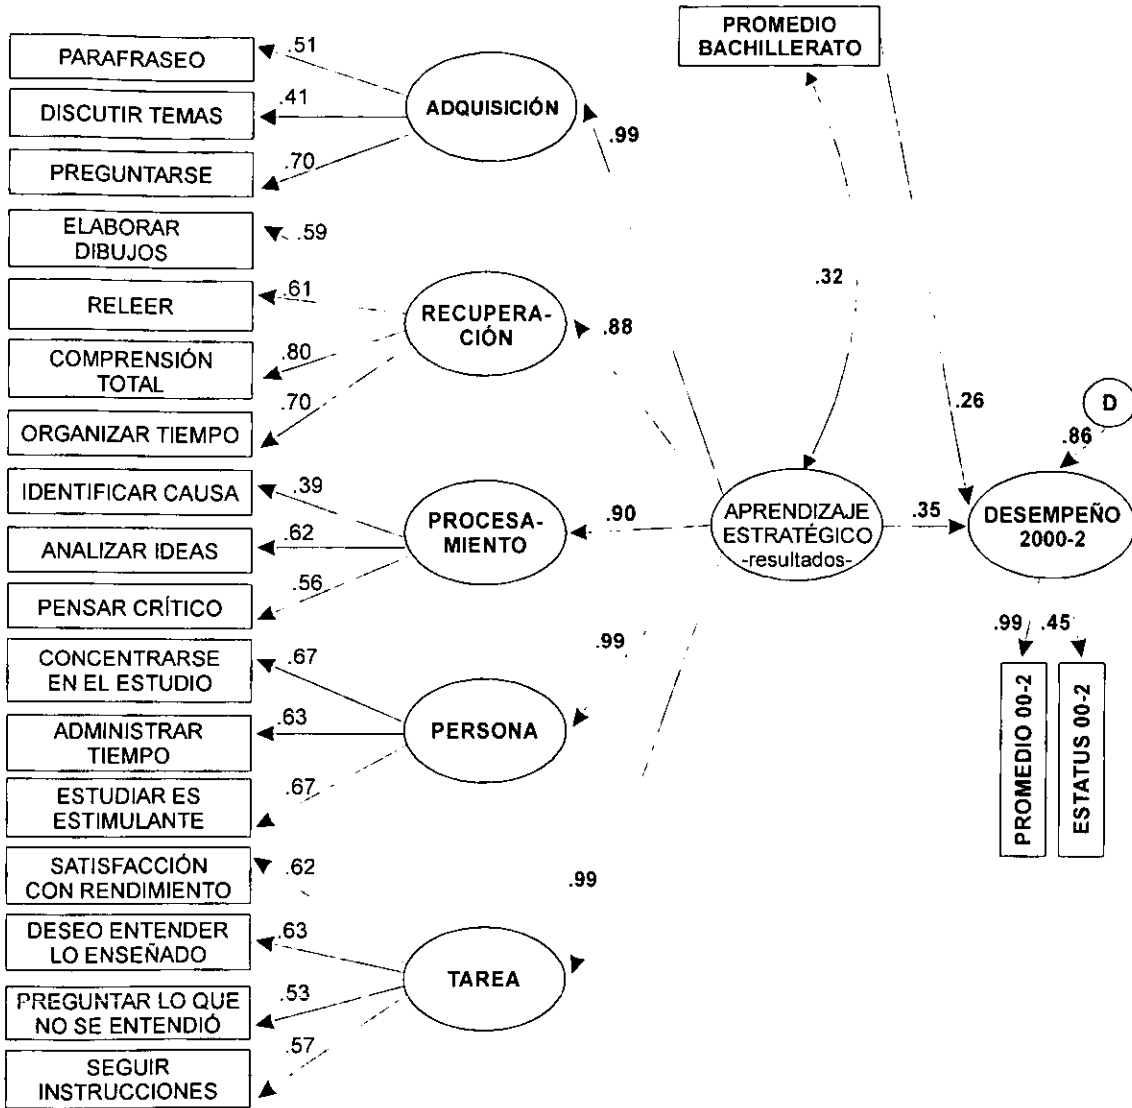 PROMEDIO
BACHILLERATO
PARAFRASEO
.51
DISCUTIR TEMAS
.41
PREGUNTARSE
.70
ADQUISICIÓN
.99
ELABORAR
DIBUJOS
.59
RELEER
.61
COMPRENSIÓN
TOTAL
.80
ORGANIZAR TIEMPO
.70
RECUPERA-
CIÓN
.88
.32
IDENTIFICAR CAUSA
.39
ANALIZAR IDEAS
.62
PENSAR CRÍTICO
.56
PROCESA-
MIENTO
.90
APRENDIZAJE
ESTRATÉGICO
-resultados-
.35
.26
D
.86
DESEMPEÑO
2000-2
.99
.45
PROMEDIO 00-2
ESTATUS 00-2
CONCENTRARSE
EN EL ESTUDIO
.67
ADMINISTRAR
TIEMPO
.63
ESTUDIAR ES
ESTIMULANTE
.67
PERSONA
.99
SATISFACCIÓN
CON RENDIMIENTO
.62
DESEO ENTENDER
LO ENSEÑADO
.63
PREGUNTAR LO QUE
NO SE ENTENDIÓ
.53
SEGUIR
INSTRUCCIONES
.57
TAREA
.99